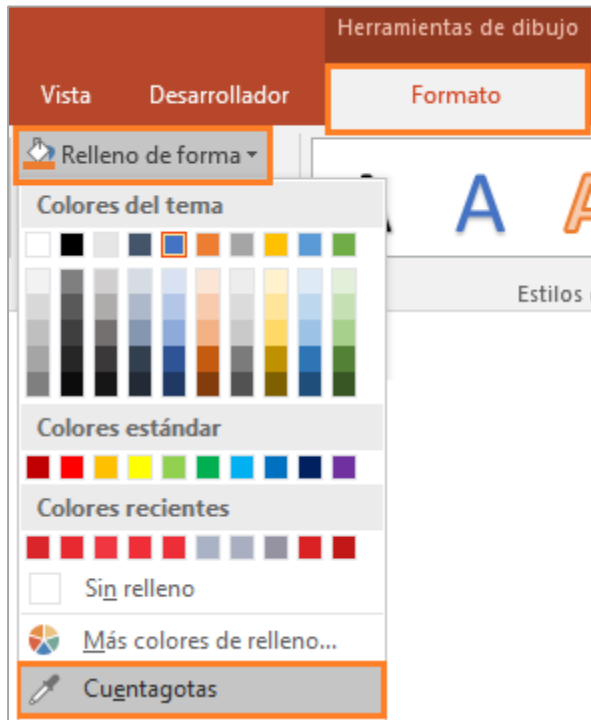 Herramientas de dibujo
Vista Desarrollador Formato
Relleno de forma
Colores del tema
A A
Estilos
Colores estándar
Colores recientes
Sin relleno
Más colores de relleno...
Cuentagotas